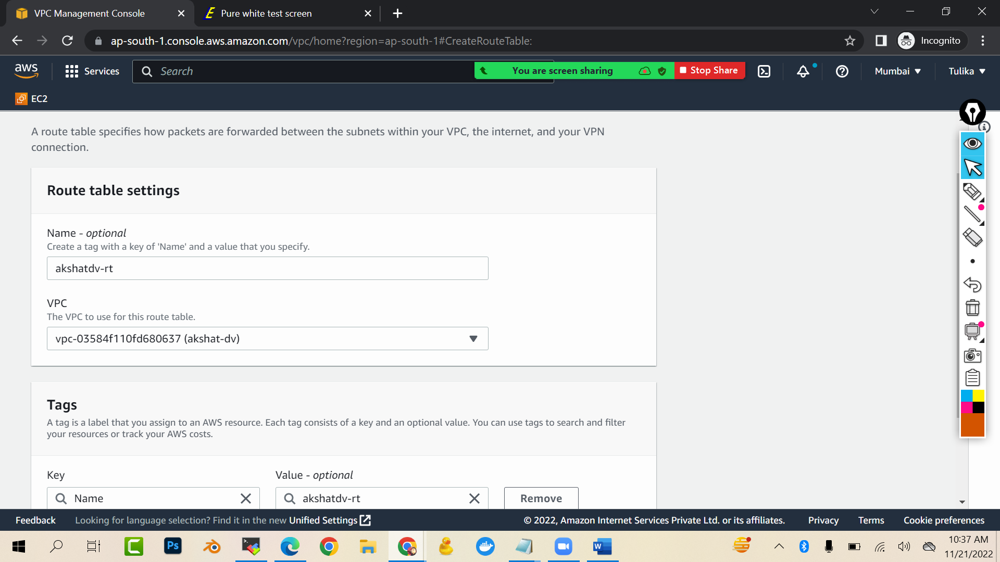 VPC Management Console
Pure white test screen
ap-south-1.console.aws.amazon.com/vpc/home?region=ap-south-1#CreateRouteTable:
Incognito
aws
Services
Search
You are screen sharing
Stop Share
Mumbai
Tulika
EC2
A route table specifies how packets are forwarded between the subnets within your VPC, the internet, and your VPN
connection.
Route table settings
Name - optional
Create a tag with a key of 'Name' and a value that you specify.
akshatdv-rt
VPC
The VPC to use for this route table.
vpc-03584f110fd680637 (akshat-dv)
Tags
A tag is a label that you assign to an AWS resource. Each tag consists of a key and an optional value. You can use tags to search and filter
your resources or track your AWS costs.
Key
Value - optional
Name
akshatdv-rt
Remove
Feedback
Looking for language selection? Find it in the new Unified Settings
© 2022, Amazon Internet Services Private Ltd. or its affiliates.
Privacy
Terms
Cookie preferences
Ps
W
10:37 AM
11/21/2022